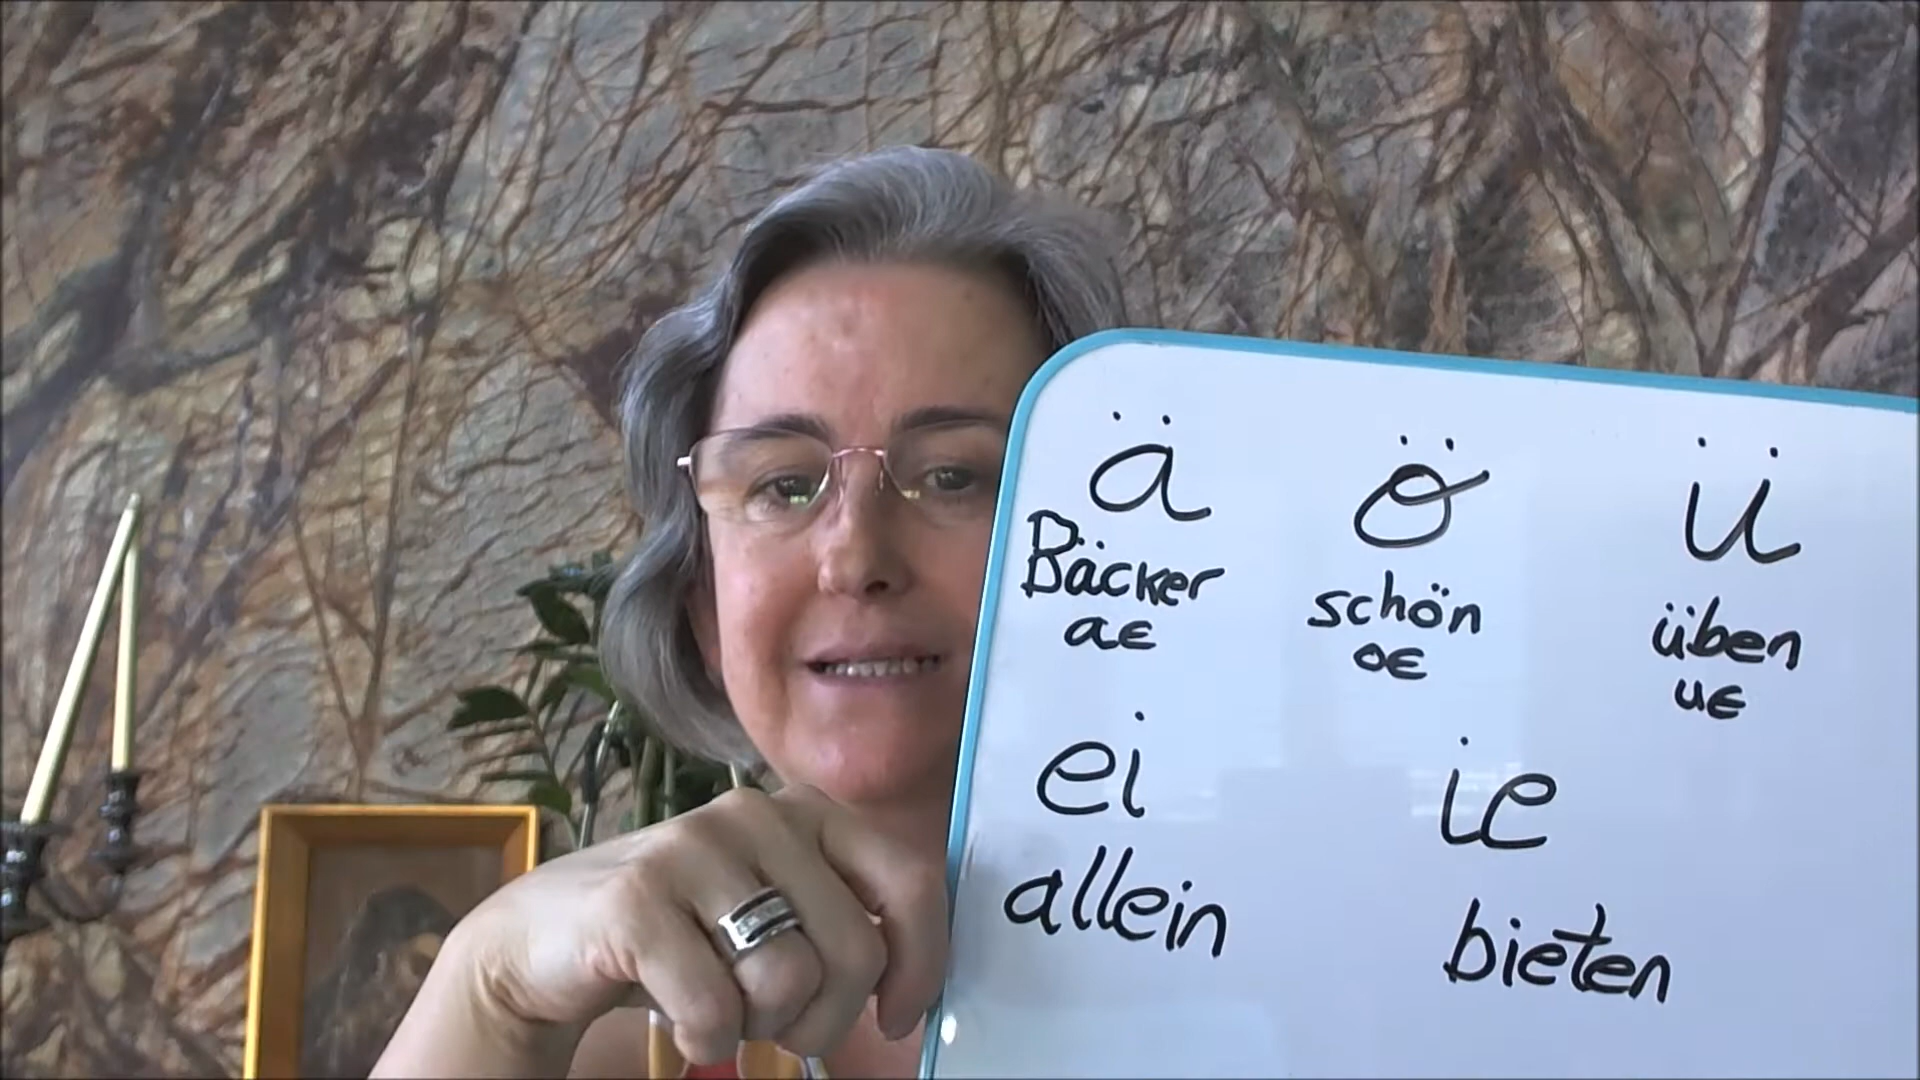 ä ö ü
Bäcker schön üben
ae oe ue
ei ie
allein bieten